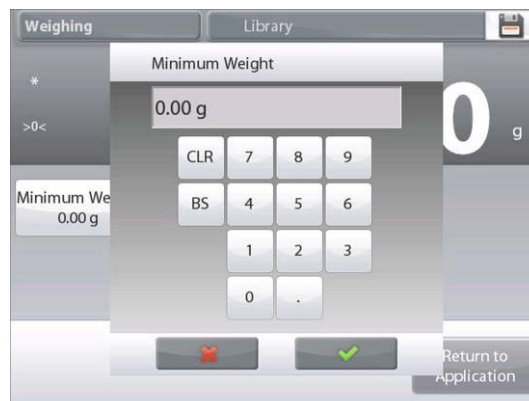 Weighing
Library
Minimum Weight
*
0.00 g
>0<
g
CLR 7 8 9
Minimum We
0.00 g
BS 4 5 6
1 2 3
0 .
Return to
Application